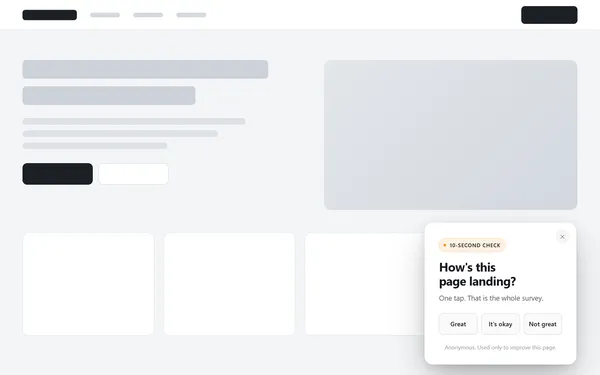 10-SECOND CHECK
How's this
page landing?
One tap. That is the whole survey.
Great
It's okay
Not great
Anonymous. Used only to improve this page.